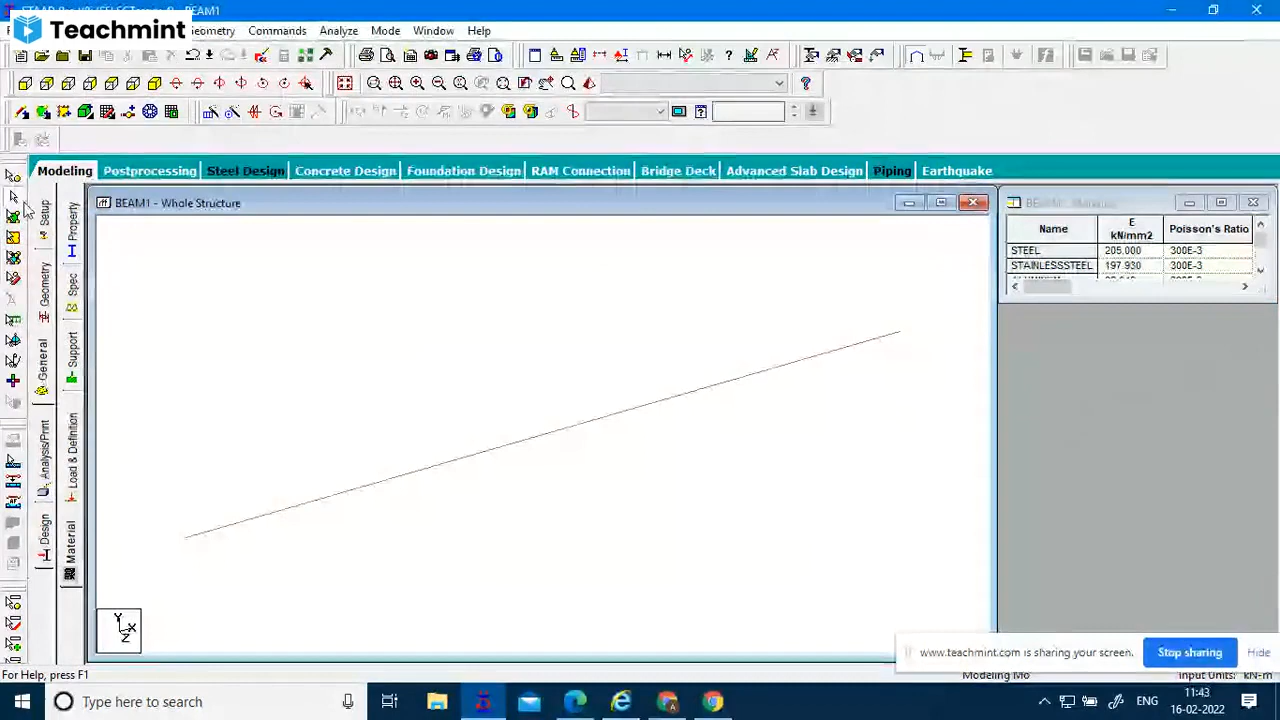 BEAM1
Teachmint
Geometry Commands Analyze Mode Window Help
Modeling Postprocessing Steel Design Concrete Design Foundation Design RAM Connection Bridge Deck Advanced Slab Design Piping Earthquake
BEAM1 - Whole Structure
Setup
Geometry
General
Analysis/Print
Design
Property
Spec
Support
Load & Definition
Material
BEAM1 -
Name E kN/mm2 Poisson's Ratio
STEEL 205.000 300E-3
STAINLESSSTEEL 197.930 300E-3
Y
X
Z
www.teachmint.com is sharing your screen. Stop sharing Hide
For Help, press F1
Modeling Mo Input Units: kN-m
Type here to search
ENG
11:43
16-02-2022